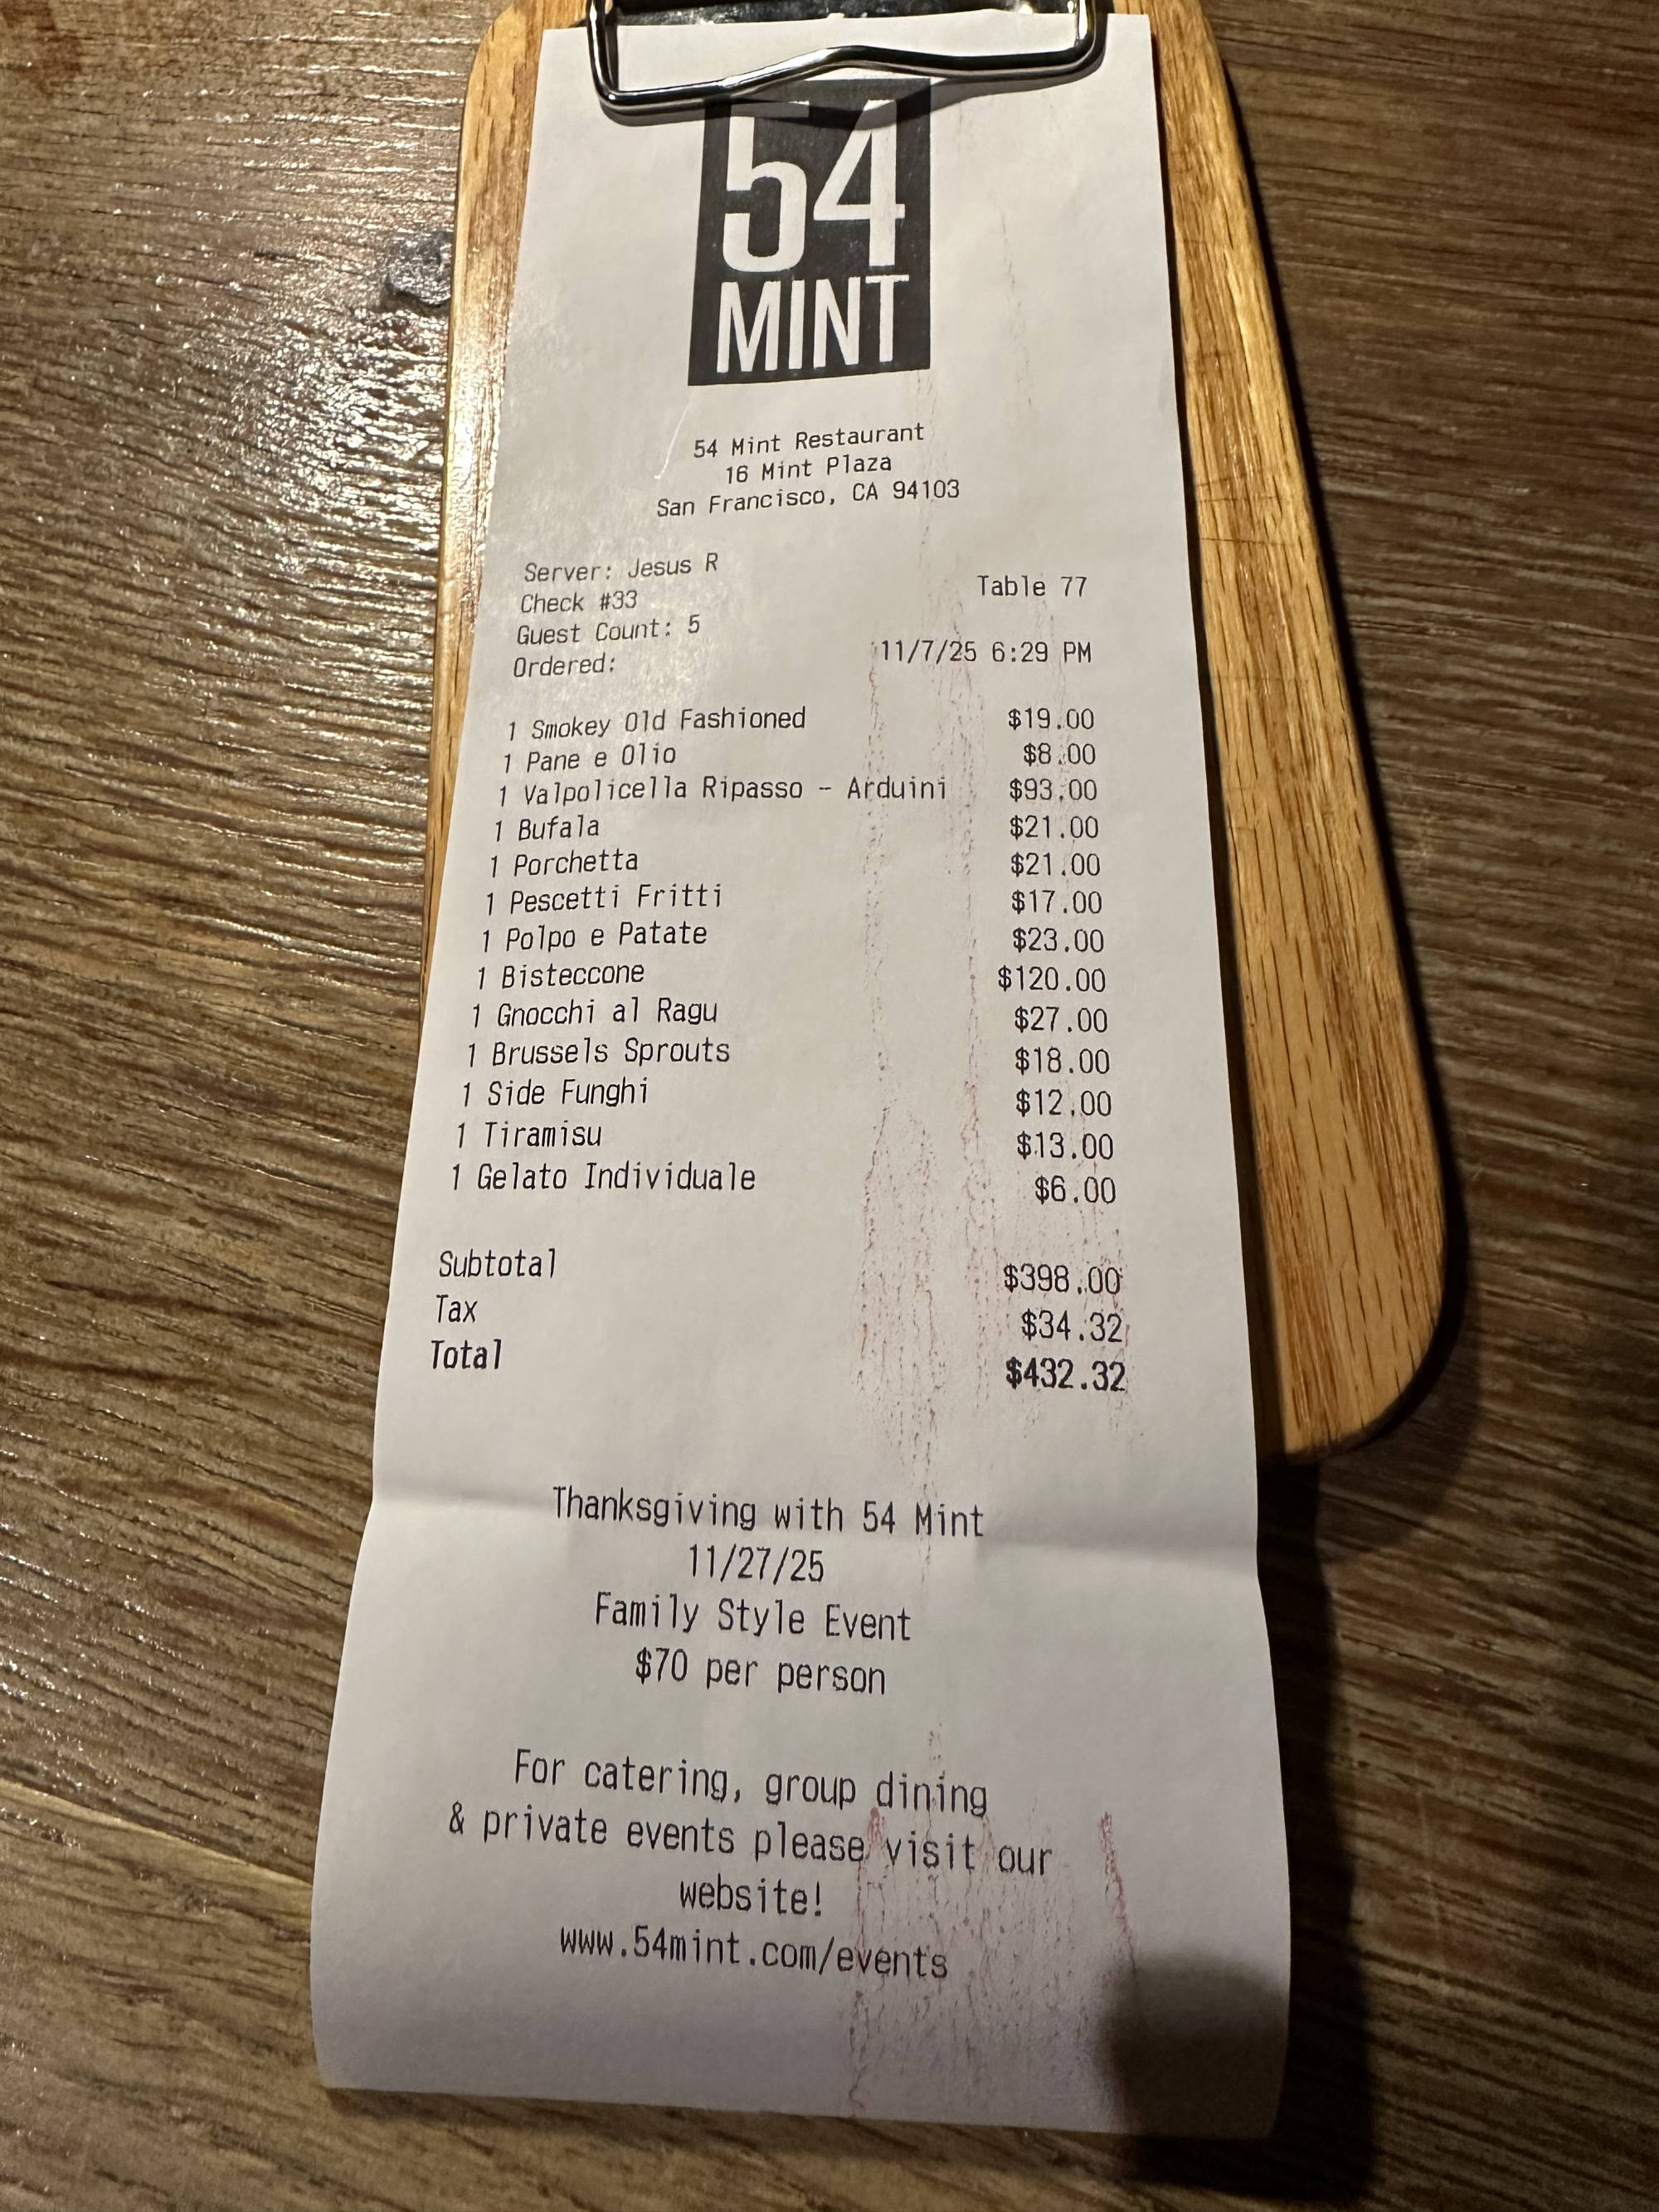 54
MINT
54 Mint Restaurant
16 Mint Plaza
San Francisco, CA 94103
Server: Jesus R
Check #33 Table 77
Guest Count: 5
Ordered: 11/7/25 6:29 PM
1 Smokey Old Fashioned $19.00
1 Pane e Olio $8.00
1 Valpolicella Ripasso - Arduini $93.00
1 Bufala $21.00
1 Porchetta $21.00
1 Pescetti Fritti $17.00
1 Polpo e Patate $23.00
1 Bisteccone $120.00
1 Gnocchi al Ragu $27.00
1 Brussels Sprouts $18.00
1 Side Funghi $12.00
1 Tiramisu $13.00
1 Gelato Individuale $6.00
Subtotal $398.00
Tax $34.32
Total $432.32
Thanksgiving with 54 Mint
11/27/25
Family Style Event
$70 per person
For catering, group dining
& private events please visit our
website!
www.54mint.com/events